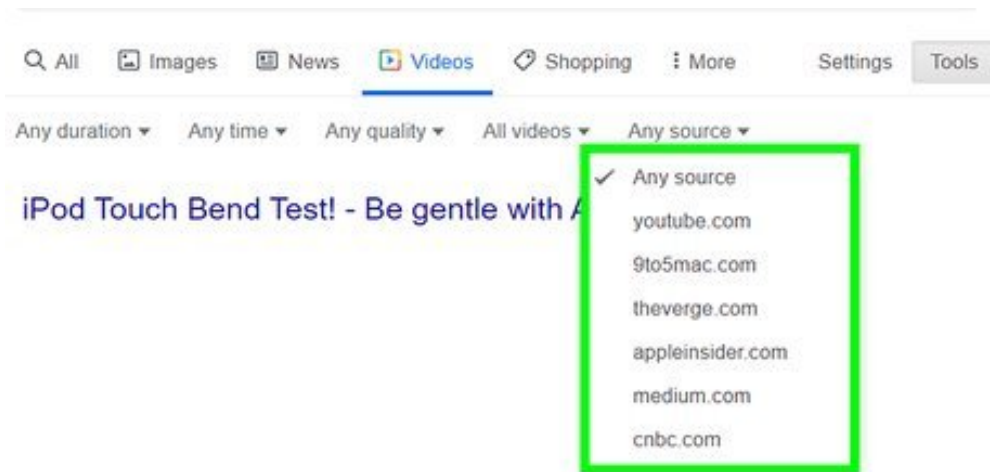 All Images News Videos Shopping More Settings Tools
Any duration Any time Any quality All videos Any source
Any source
iPod Touch Bend Test! - Be gentle with
youtube.com
9to5mac.com
theverge.com
appleinsider.com
medium.com
cnbc.com